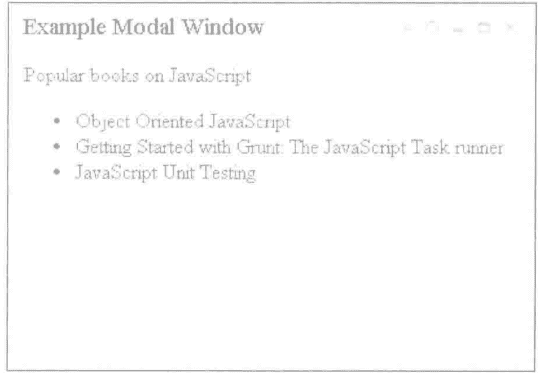 Example Modal Window
Popular books on JavaScript
• Object Oriented JavaScript
• Getting Started with Grunt: The JavaScript Task runner
• JavaScript Unit Testing